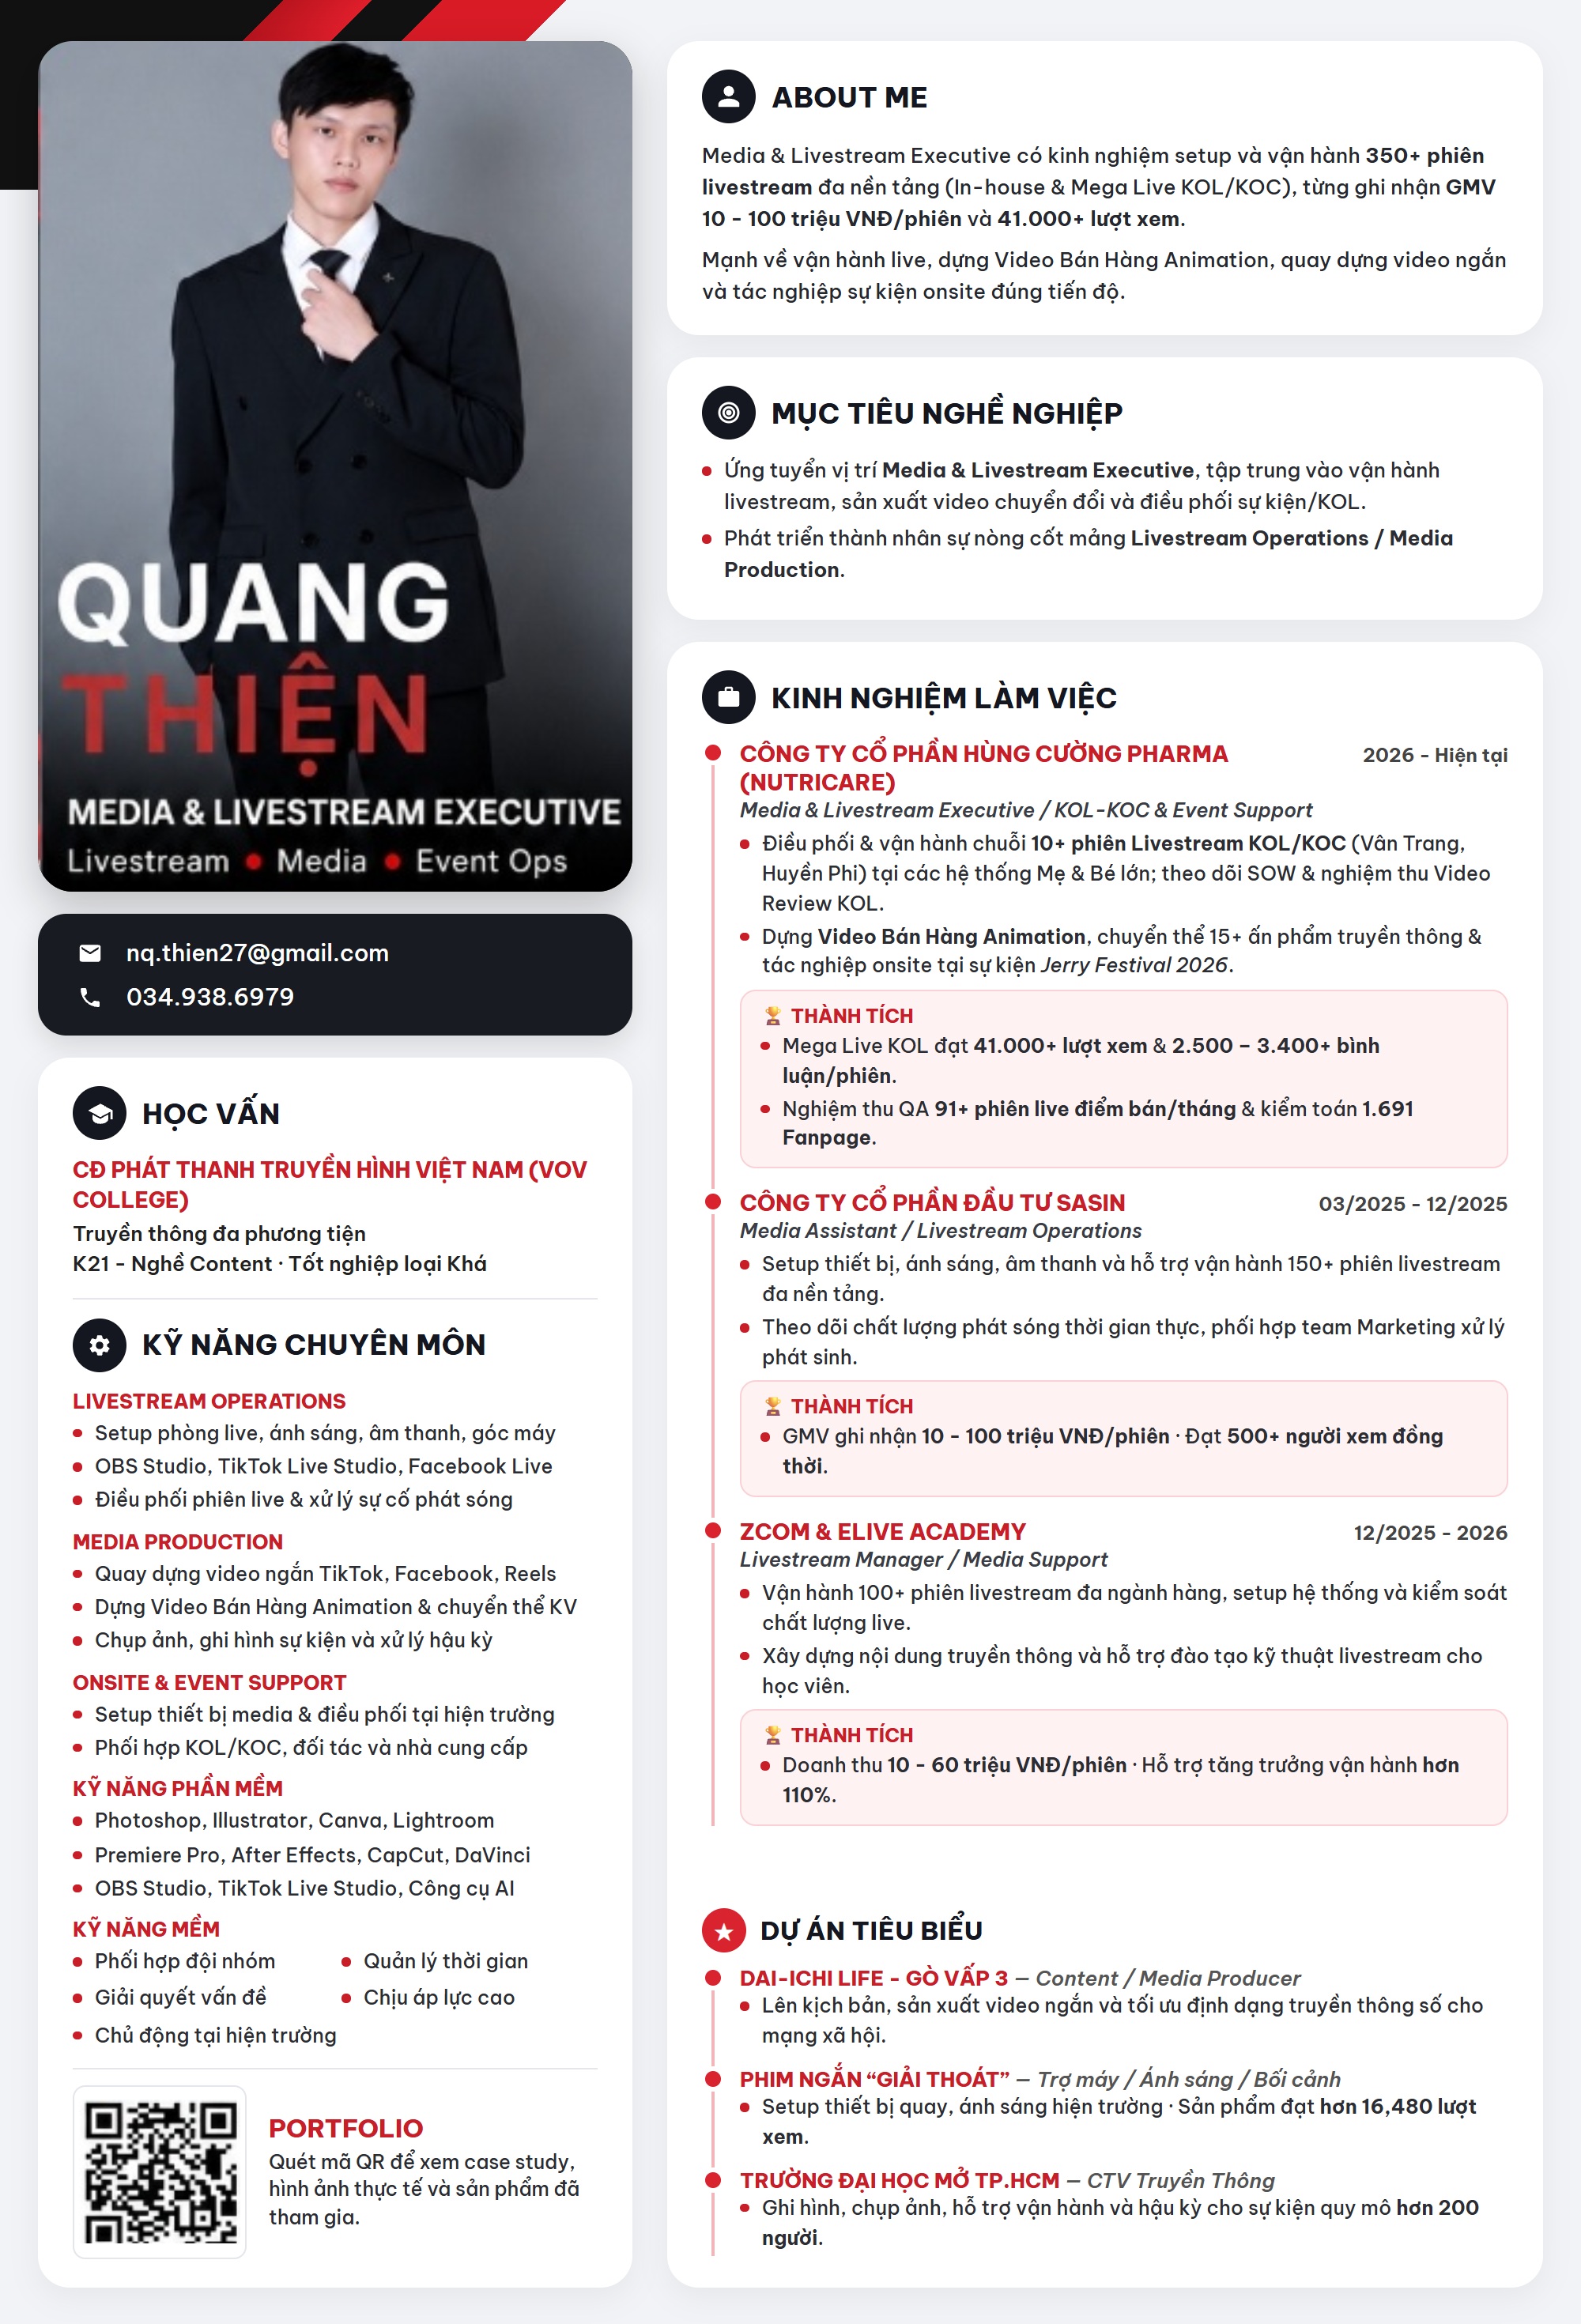 QUANG
THIỆN
MEDIA & LIVESTREAM EXECUTIVE
Livestream • Media • Event Ops
nq.thien27@gmail.com
034.938.6979
HỌC VẤN
CĐ PHÁT THANH TRUYỀN HÌNH VIỆT NAM (VOV
COLLEGE)
Truyền thông đa phương tiện
K21 - Nghề Content · Tốt nghiệp loại Khá
KỸ NĂNG CHUYÊN MÔN
LIVESTREAM OPERATIONS
• Setup phòng live, ánh sáng, âm thanh, góc máy
• OBS Studio, TikTok Live Studio, Facebook Live
• Điều phối phiên live & xử lý sự cố phát sóng
MEDIA PRODUCTION
• Quay dựng video ngắn TikTok, Facebook, Reels
• Dựng Video Bán Hàng Animation & chuyển thể KV
• Chụp ảnh, ghi hình sự kiện và xử lý hậu kỳ
ONSITE & EVENT SUPPORT
• Setup thiết bị media & điều phối tại hiện trường
• Phối hợp KOL/KOC, đối tác và nhà cung cấp
KỸ NĂNG PHẦN MỀM
• Photoshop, Illustrator, Canva, Lightroom
• Premiere Pro, After Effects, CapCut, DaVinci
• OBS Studio, TikTok Live Studio, Công cụ AI
KỸ NĂNG MỀM
• Phối hợp đội nhóm • Quản lý thời gian
• Giải quyết vấn đề • Chịu áp lực cao
• Chủ động tại hiện trường
PORTFOLIO
Quét mã QR để xem case study,
hình ảnh thực tế và sản phẩm đã
tham gia.
ABOUT ME
Media & Livestream Executive có kinh nghiệm setup và vận hành 350+ phiên
livestream đa nền tảng (In-house & Mega Live KOL/KOC), từng ghi nhận GMV
10 - 100 triệu VNĐ/phiên và 41.000+ lượt xem.
Mạnh về vận hành live, dựng Video Bán Hàng Animation, quay dựng video ngắn
và tác nghiệp sự kiện onsite đúng tiến độ.
MỤC TIÊU NGHỀ NGHIỆP
• Ứng tuyển vị trí Media & Livestream Executive, tập trung vào vận hành
livestream, sản xuất video chuyển đổi và điều phối sự kiện/KOL.
• Phát triển thành nhân sự nòng cốt mảng Livestream Operations / Media
Production.
KINH NGHIỆM LÀM VIỆC
CÔNG TY CỔ PHẦN HÙNG CƯỜNG PHARMA 2026 - Hiện tại
(NUTRICARE)
Media & Livestream Executive / KOL-KOC & Event Support
• Điều phối & vận hành chuỗi 10+ phiên Livestream KOL/KOC (Vân Trang,
Huyền Phi) tại các hệ thống Mẹ & Bé lớn; theo dõi SOW & nghiệm thu Video
Review KOL.
• Dựng Video Bán Hàng Animation, chuyển thể 15+ ấn phẩm truyền thông &
tác nghiệp onsite tại sự kiện Jerry Festival 2026.
🏆 THÀNH TÍCH
• Mega Live KOL đạt 41.000+ lượt xem & 2.500 – 3.400+ bình
luận/phiên.
• Nghiệm thu QA 91+ phiên live điểm bán/tháng & kiểm toán 1.691
Fanpage.
CÔNG TY CỔ PHẦN ĐẦU TƯ SASIN 03/2025 - 12/2025
Media Assistant / Livestream Operations
• Setup thiết bị, ánh sáng, âm thanh và hỗ trợ vận hành 150+ phiên livestream
đa nền tảng.
• Theo dõi chất lượng phát sóng thời gian thực, phối hợp team Marketing xử lý
phát sinh.
🏆 THÀNH TÍCH
• GMV ghi nhận 10 - 100 triệu VNĐ/phiên · Đạt 500+ người xem đồng
thời.
ZCOM & ELIVE ACADEMY 12/2025 - 2026
Livestream Manager / Media Support
• Vận hành 100+ phiên livestream đa ngành hàng, setup hệ thống và kiểm soát
chất lượng live.
• Xây dựng nội dung truyền thông và hỗ trợ đào tạo kỹ thuật livestream cho
học viên.
🏆 THÀNH TÍCH
• Doanh thu 10 - 60 triệu VNĐ/phiên · Hỗ trợ tăng trưởng vận hành hơn
110%.
DỰ ÁN TIÊU BIỂU
DAI-ICHI LIFE - GÒ VẤP 3 — Content / Media Producer
• Lên kịch bản, sản xuất video ngắn và tối ưu định dạng truyền thông số cho
mạng xã hội.
PHIM NGẮN “GIẢI THOÁT” — Trợ máy / Ánh sáng / Bối cảnh
• Setup thiết bị quay, ánh sáng hiện trường · Sản phẩm đạt hơn 16,480 lượt
xem.
TRƯỜNG ĐẠI HỌC MỞ TP.HCM — CTV Truyền Thông
• Ghi hình, chụp ảnh, hỗ trợ vận hành và hậu kỳ cho sự kiện quy mô hơn 200
người.